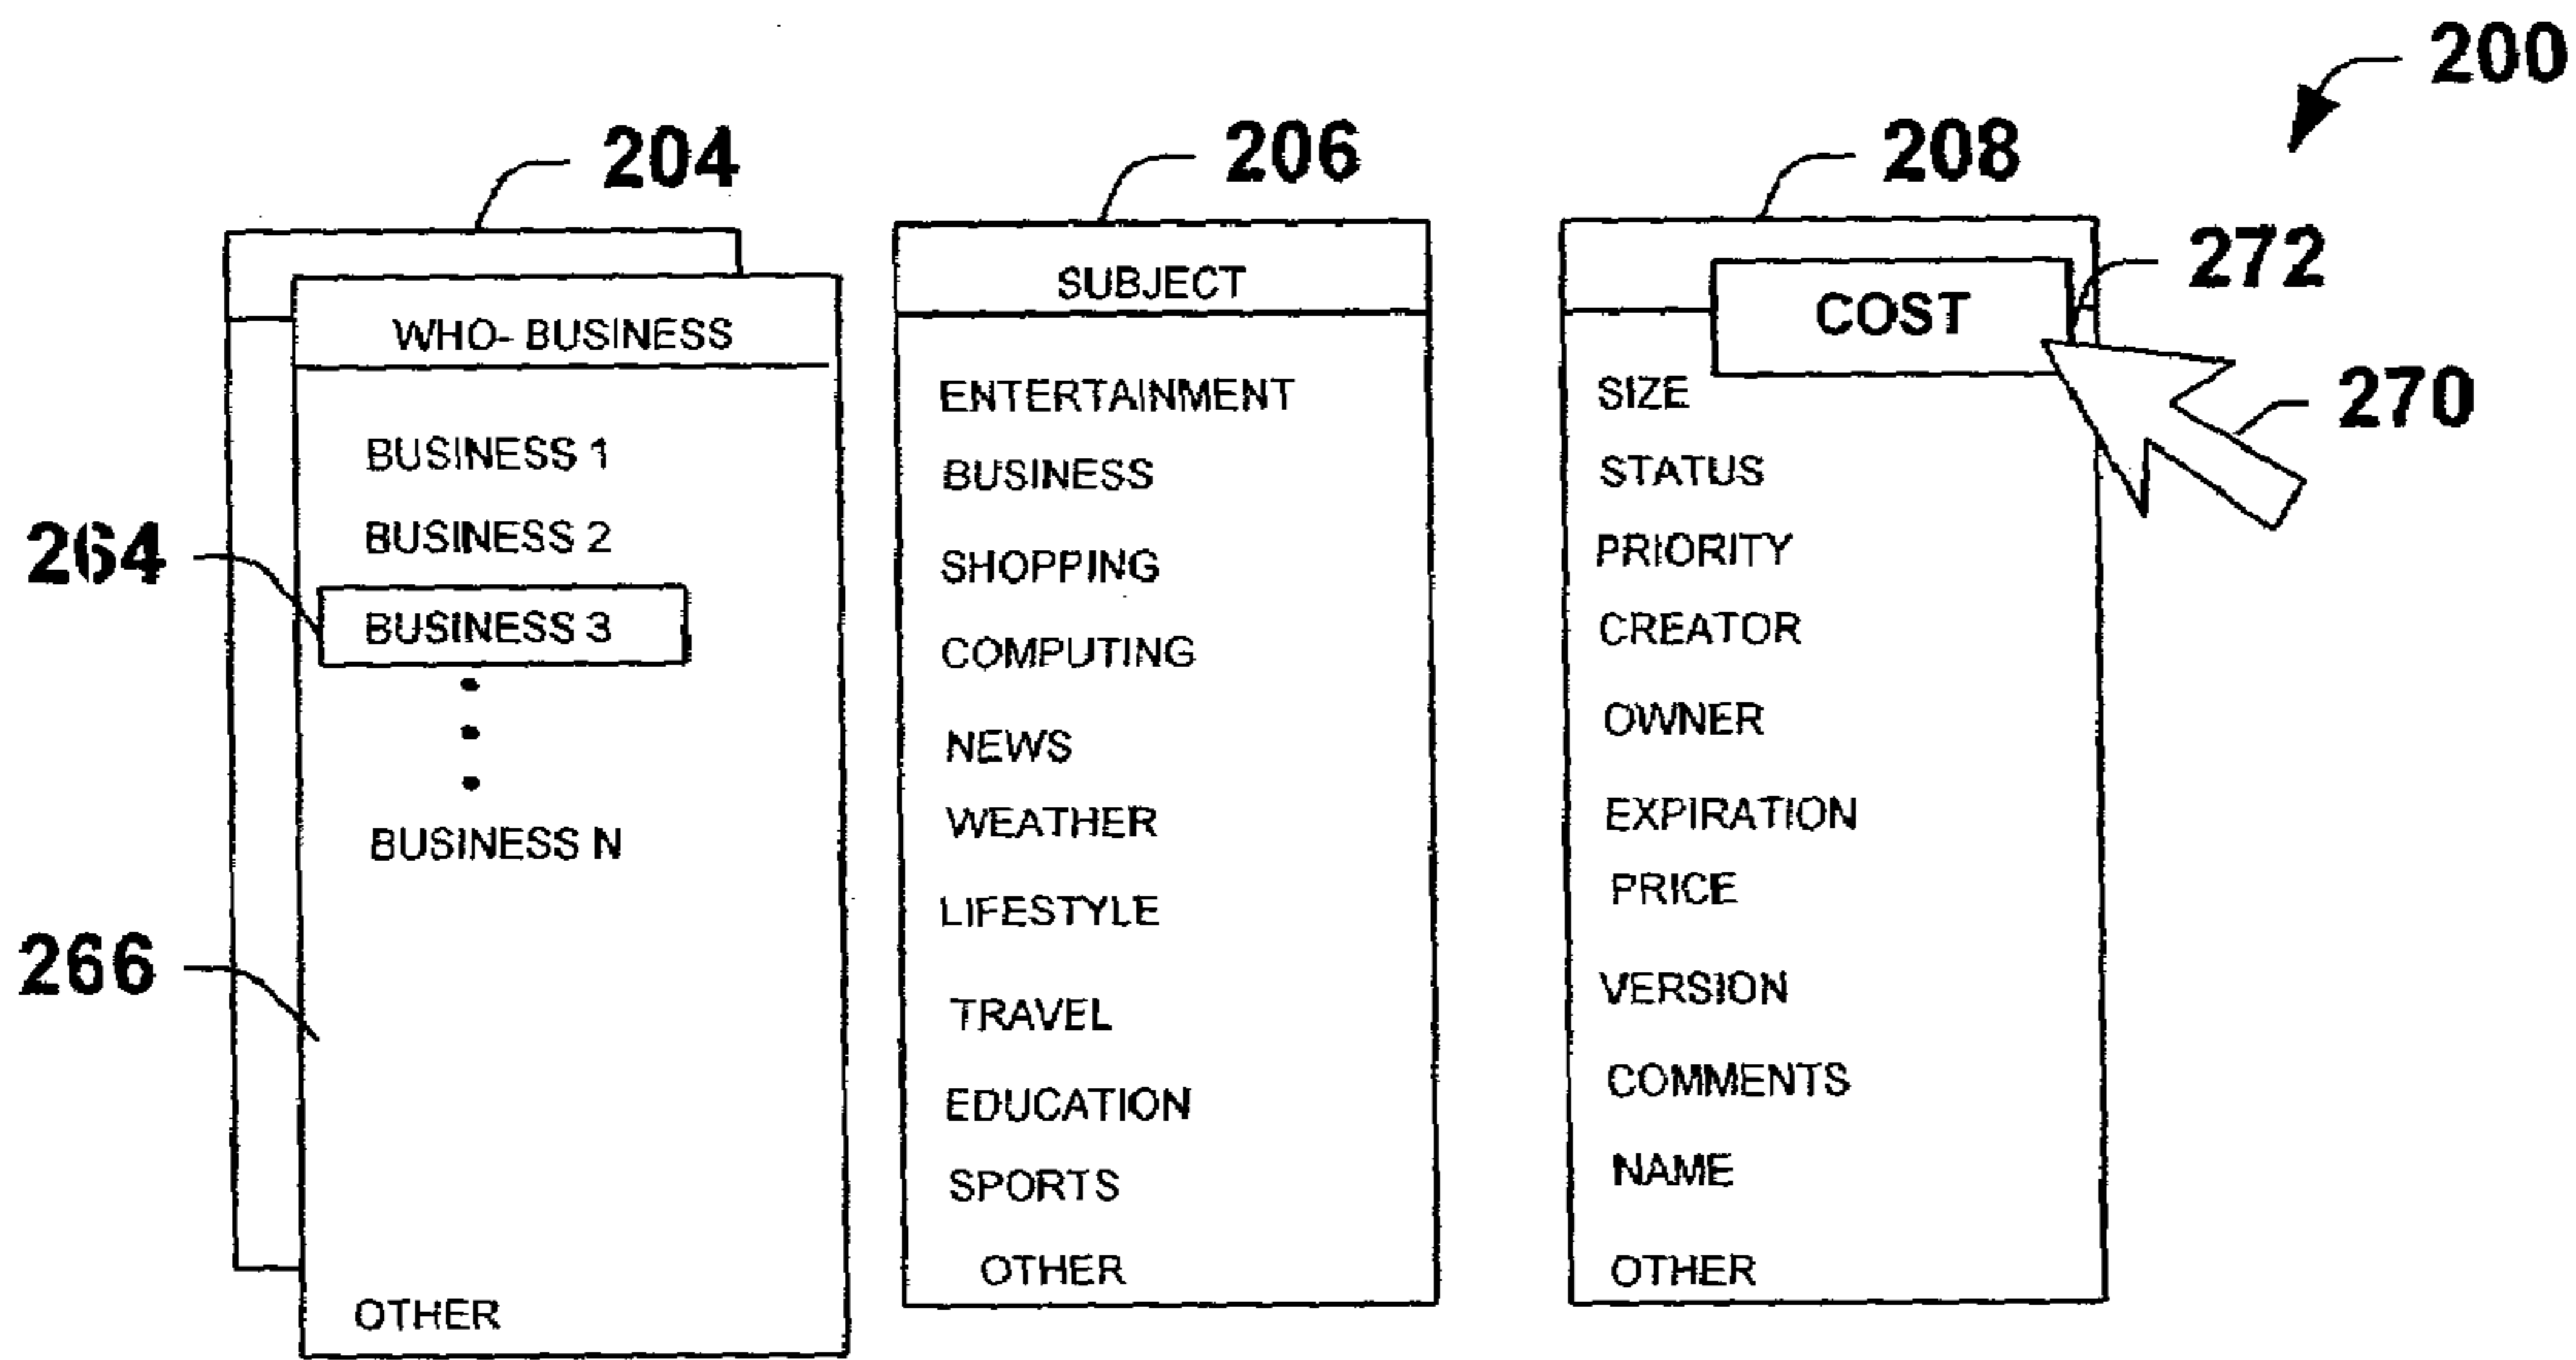 200
204
206
208
272
270
264
266
WHO- BUSINESS
BUSINESS 1
BUSINESS 2
BUSINESS 3
BUSINESS N
OTHER
SUBJECT
ENTERTAINMENT
BUSINESS
SHOPPING
COMPUTING
NEWS
WEATHER
LIFESTYLE
TRAVEL
EDUCATION
SPORTS
OTHER
COST
SIZE
STATUS
PRIORITY
CREATOR
OWNER
EXPIRATION
PRICE
VERSION
COMMENTS
NAME
OTHER